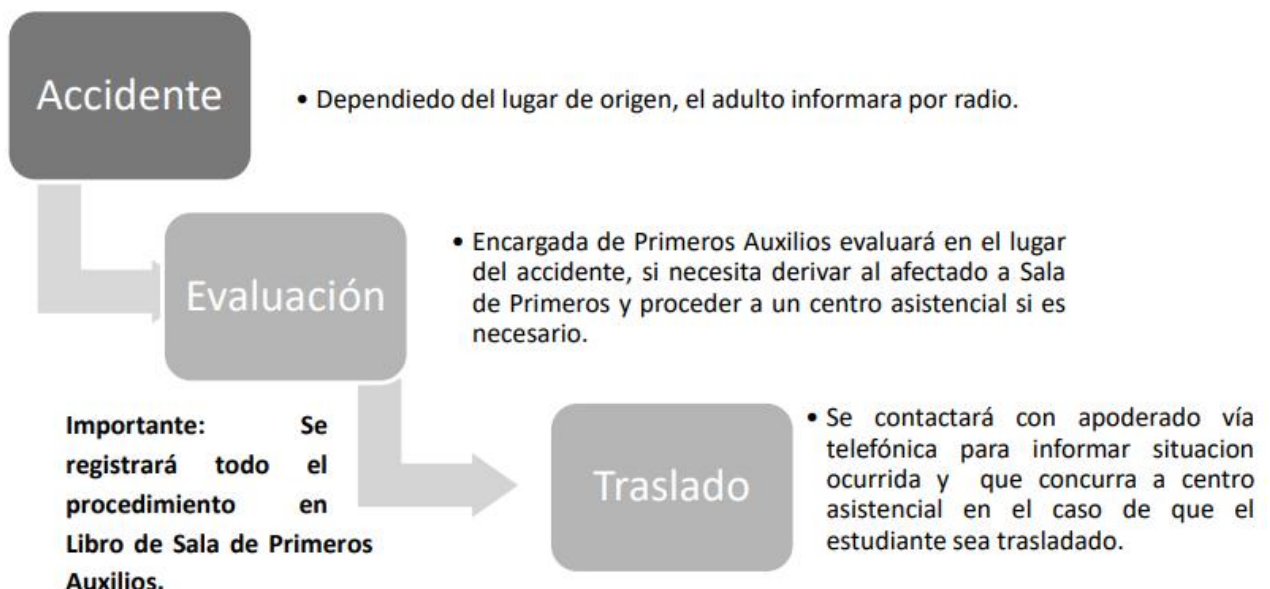 Accidente
• Dependiedo del lugar de origen, el adulto informara por radio.
Evaluación
• Encargada de Primeros Auxilios evaluará en el lugar
del accidente, si necesita derivar al afectado a Sala
de Primeros y proceder a un centro asistencial si es
necesario.
Importante: Se
registrará todo el
procedimiento en
Libro de Sala de Primeros
Auxilios.
Traslado
• Se contactará con apoderado vía
telefónica para informar situacion
ocurrida y que concurra a centro
asistencial en el caso de que el
estudiante sea trasladado.